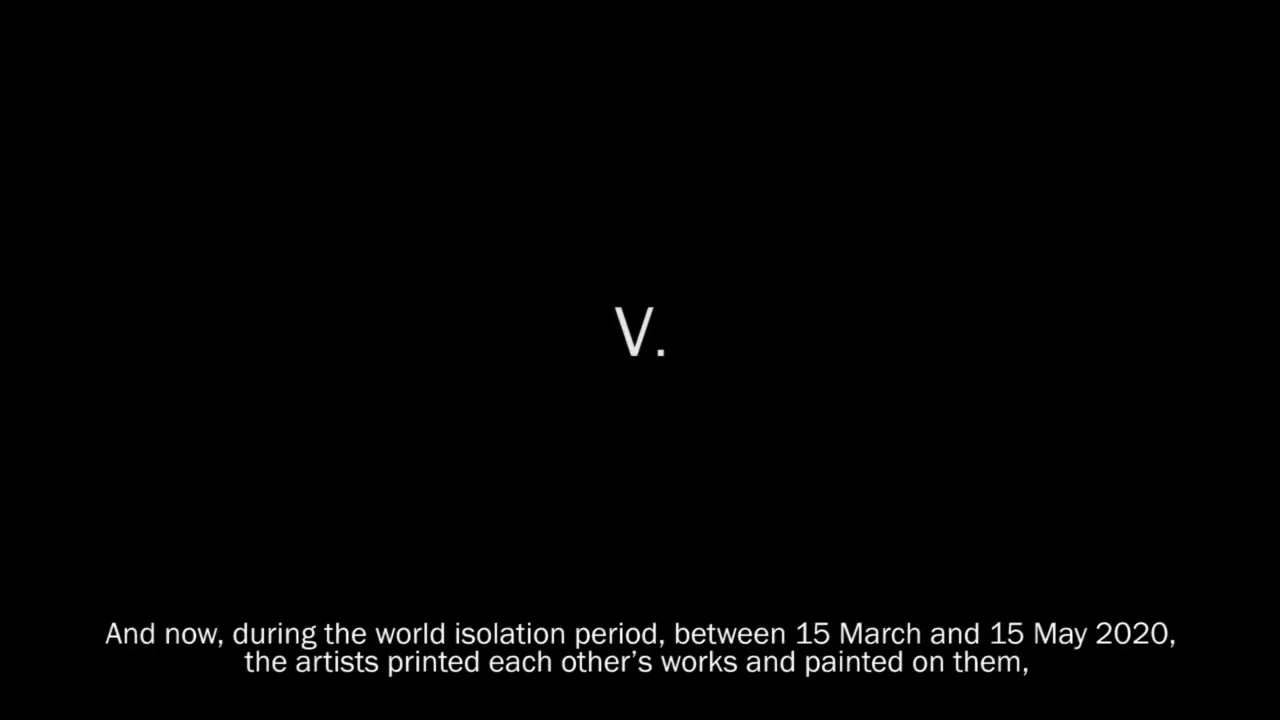 V.
And now, during the world isolation period, between 15 March and 15 May 2020,
the artists printed each other’s works and painted on them,